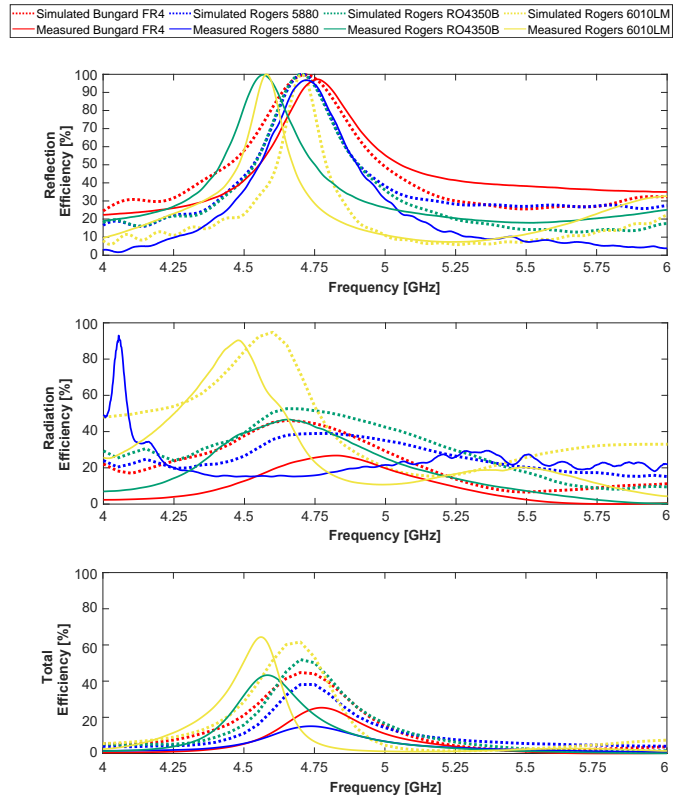 Simulated Bungard FR4 Simulated Rogers 5880 Simulated Rogers RO4350B Simulated Rogers 6010LM
Measured Bungard FR4 Measured Rogers 5880 Measured Rogers RO4350B Measured Rogers 6010LM
100
90
80
70
60
50
40
30
20
10
0
Reflection
Efficiency [%]
4 4.25 4.5 4.75 5 5.25 5.5 5.75 6
Frequency [GHz]
100
80
60
40
20
0
Radiation
Efficiency [%]
4 4.25 4.5 4.75 5 5.25 5.5 5.75 6
Frequency [GHz]
100
80
60
40
20
0
Total
Efficiency [%]
4 4.25 4.5 4.75 5 5.25 5.5 5.75 6
Frequency [GHz]